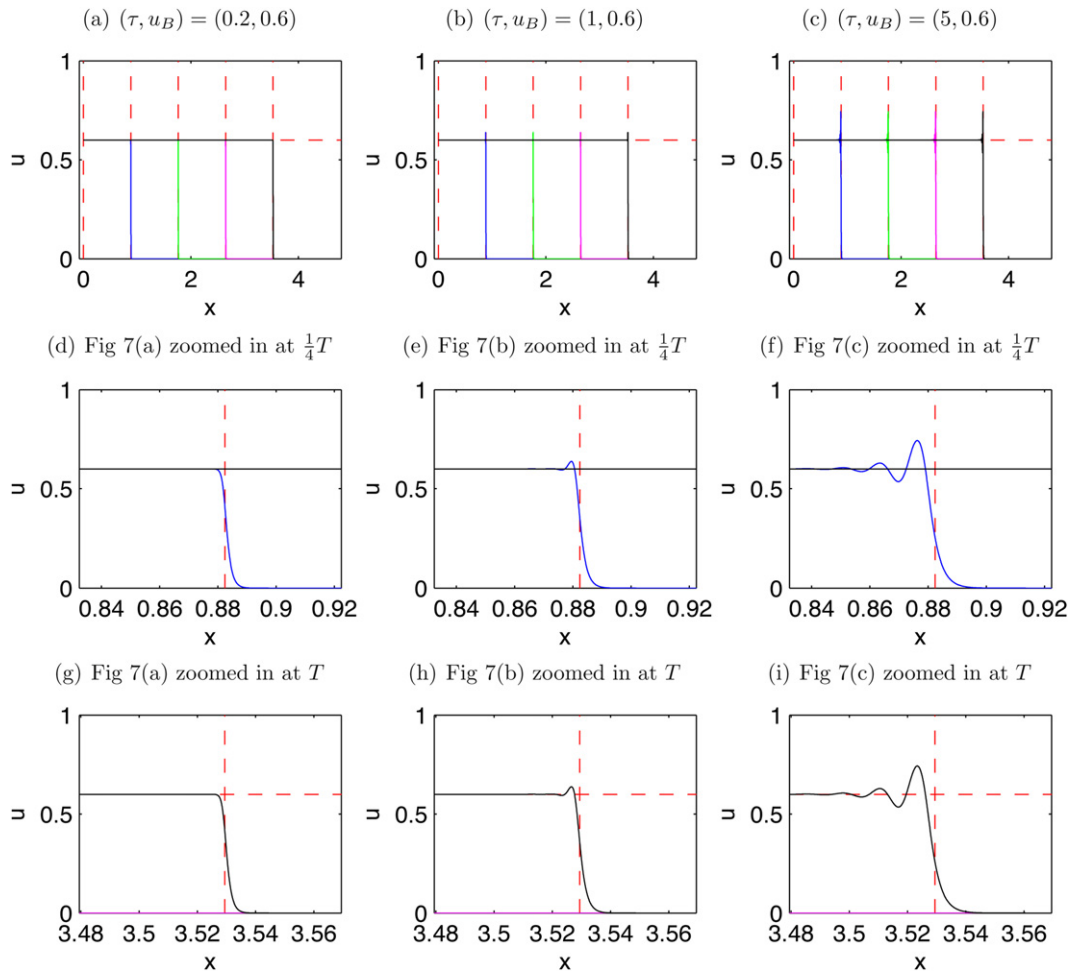 (a) (τ, u_B) = (0.2, 0.6)
(b) (τ, u_B) = (1, 0.6)
(c) (τ, u_B) = (5, 0.6)
1
0.5
0
u
0 2 4
x
1
0.5
0
u
0 2 4
x
1
0.5
0
u
0 2 4
x
(d) Fig 7(a) zoomed in at ¼T
(e) Fig 7(b) zoomed in at ¼T
(f) Fig 7(c) zoomed in at ¼T
1
0.5
0
u
0.84 0.86 0.88 0.9 0.92
x
1
0.5
0
u
0.84 0.86 0.88 0.9 0.92
x
1
0.5
0
u
0.84 0.86 0.88 0.9 0.92
x
(g) Fig 7(a) zoomed in at T
(h) Fig 7(b) zoomed in at T
(i) Fig 7(c) zoomed in at T
1
0.5
0
u
3.48 3.5 3.52 3.54 3.56
x
1
0.5
0
u
3.48 3.5 3.52 3.54 3.56
x
1
0.5
0
u
3.48 3.5 3.52 3.54 3.56
x